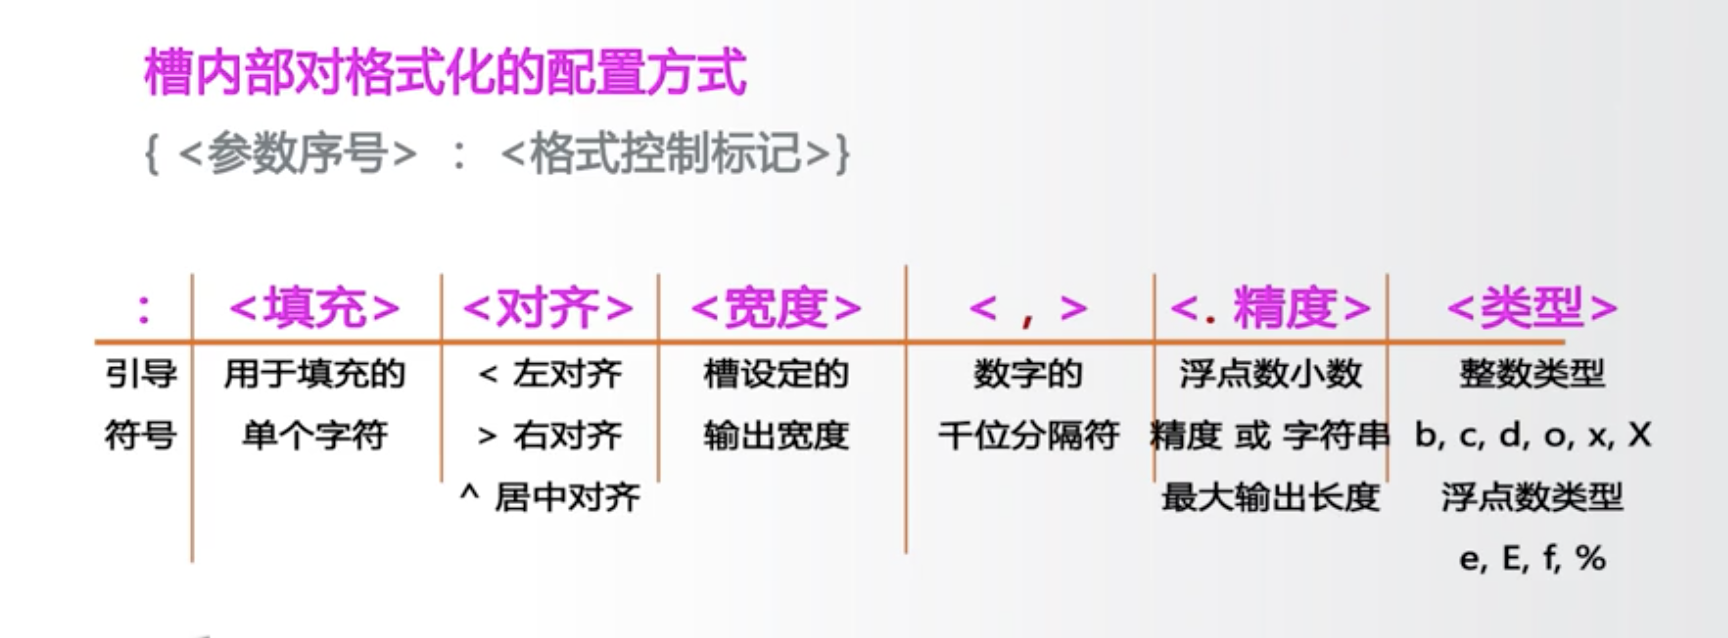 槽内部对格式化的配置方式
{ <参数序号> : <格式控制标记>}
: <填充> <对齐> <宽度> < , > <. 精度> <类型>
引导 用于填充的 < 左对齐 槽设定的 数字的 浮点数小数 整数类型
符号 单个字符 > 右对齐 输出宽度 千位分隔符 精度 或 字符串 b, c, d, o, x, X
^ 居中对齐 最大输出长度 浮点数类型
e, E, f, %